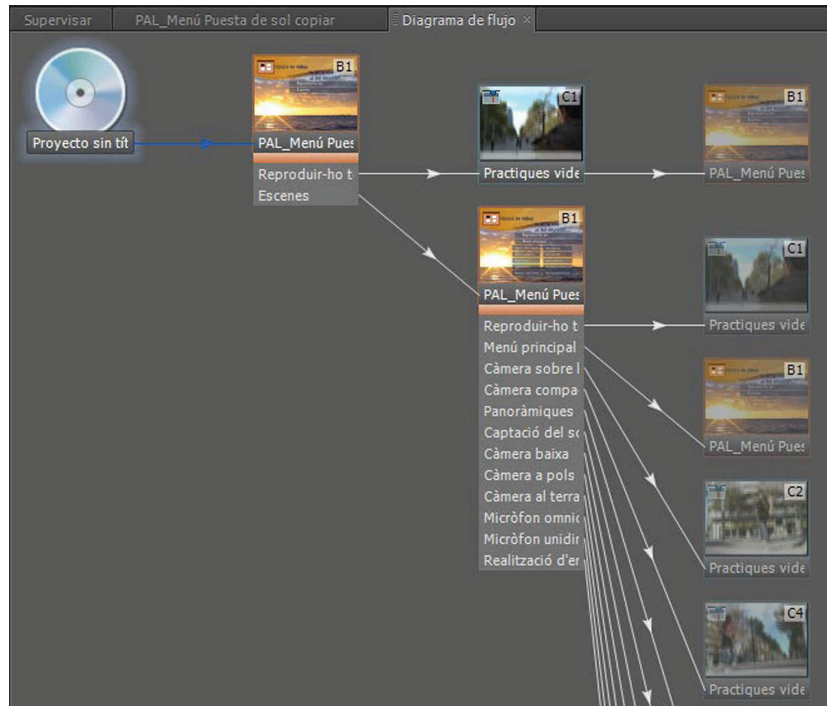 Supervisar
PAL_Menú Puesta de sol copiar
Diagrama de flujo ×
Proyecto sin tít
B1
PAL_Menú Pues
Reproduir-ho t
Escenes
C1
Practiques vide
B1
PAL_Menú Pues
B1
PAL_Menú Pues
Reproduir-ho t
Menú principal
Càmera sobre l
Càmera compa
Panoràmiques
Captació del so
Càmera baixa
Càmera a pols
Càmera al terra
Micròfon omnid
Micròfon unidir
Realització d'en
C1
Practiques vide
B1
PAL_Menú Pues
C2
Practiques vide
C4
Practiques vide